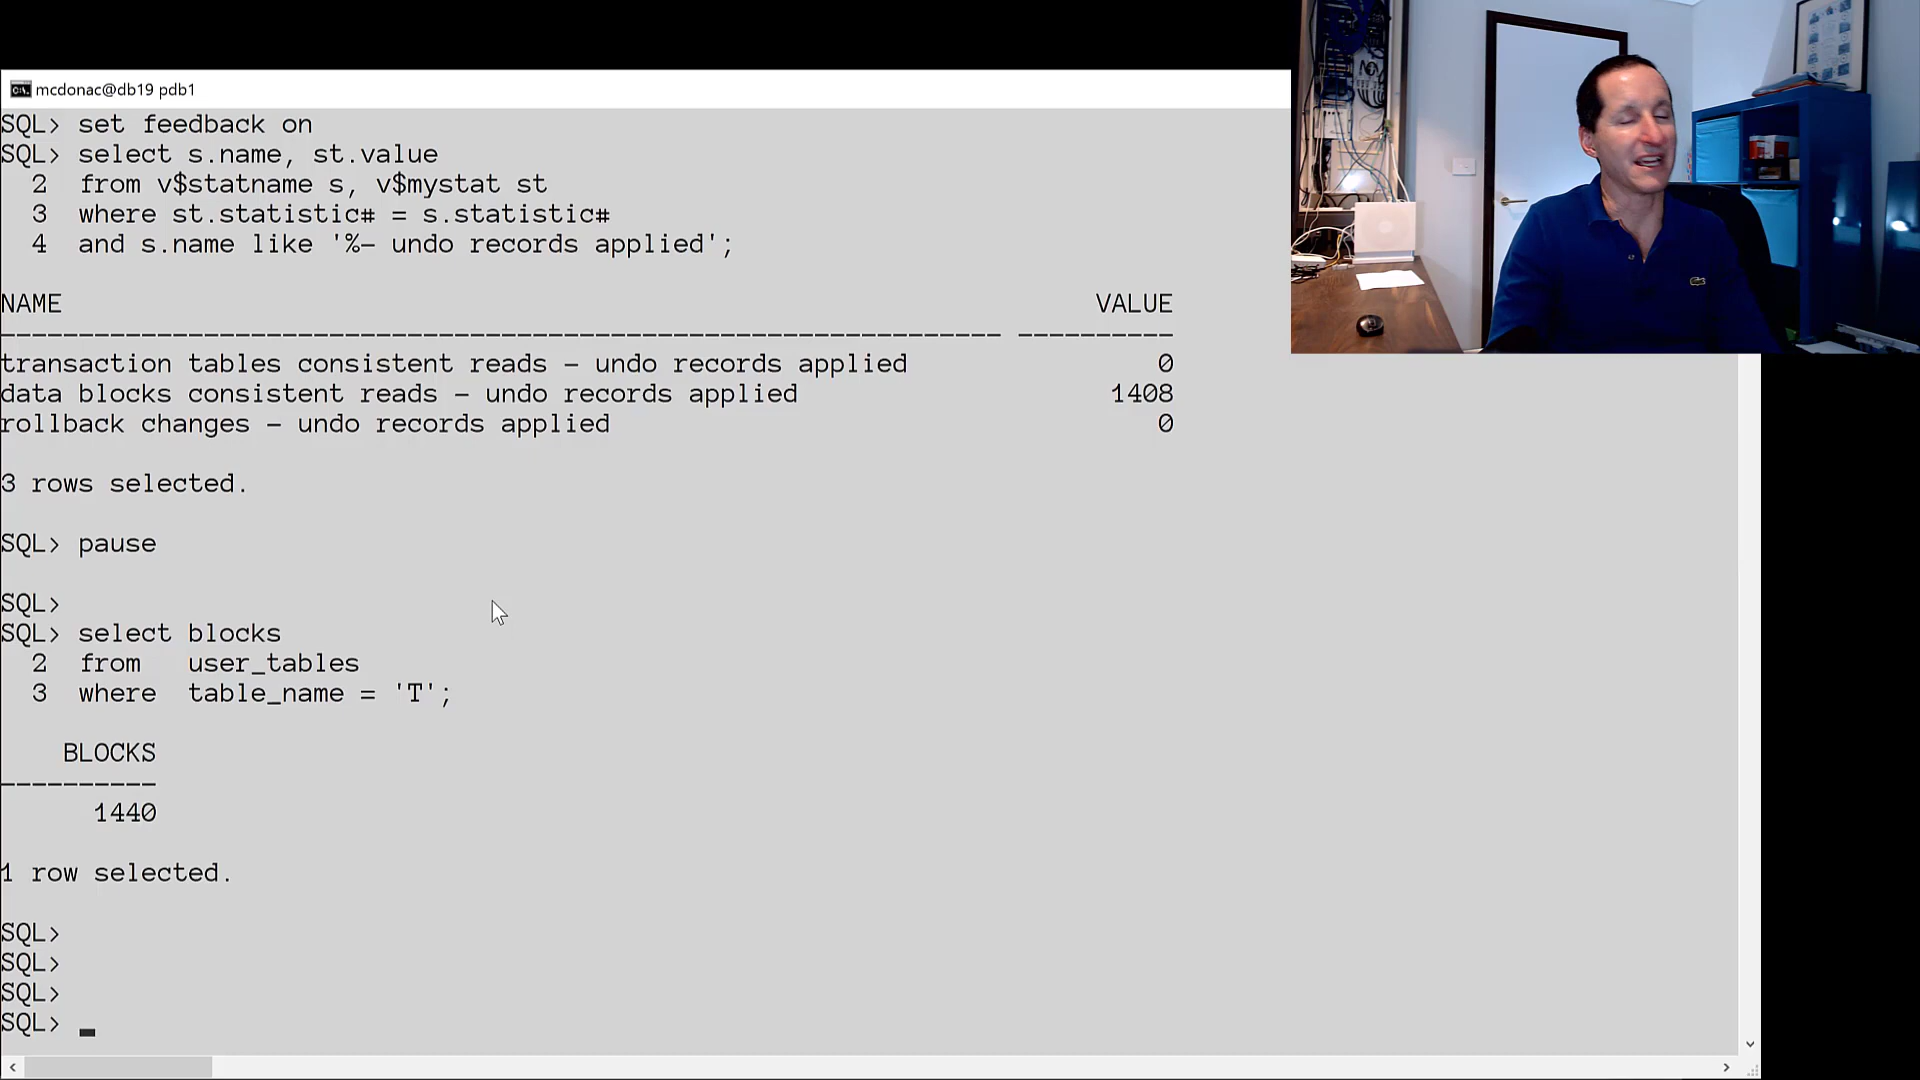 mcdonac@db19 pdb1
SQL> set feedback on
SQL> select s.name, st.value
2 from v$statname s, v$mystat st
3 where st.statistic# = s.statistic#
4 and s.name like '%- undo records applied';
NAME VALUE
---------------------------------------------------------------- ----------
transaction tables consistent reads - undo records applied 0
data blocks consistent reads - undo records applied 1408
rollback changes - undo records applied 0
3 rows selected.
SQL> pause
SQL>
SQL> select blocks
2 from user_tables
3 where table_name = 'T';
BLOCKS
----------
1440
1 row selected.
SQL>
SQL>
SQL>
SQL>